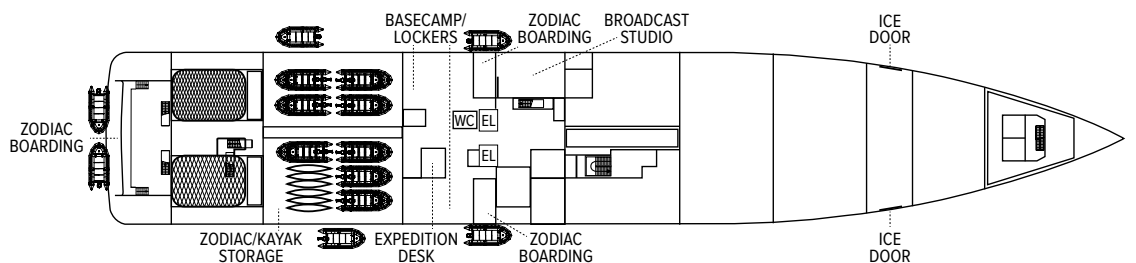 BASECAMP/
LOCKERS
ZODIAC
BOARDING
BROADCAST
STUDIO
ICE
DOOR
WC
EL
EL
ZODIAC
BOARDING
ZODIAC/KAYAK
STORAGE
EXPEDITION
DESK
ZODIAC
BOARDING
ICE
DOOR